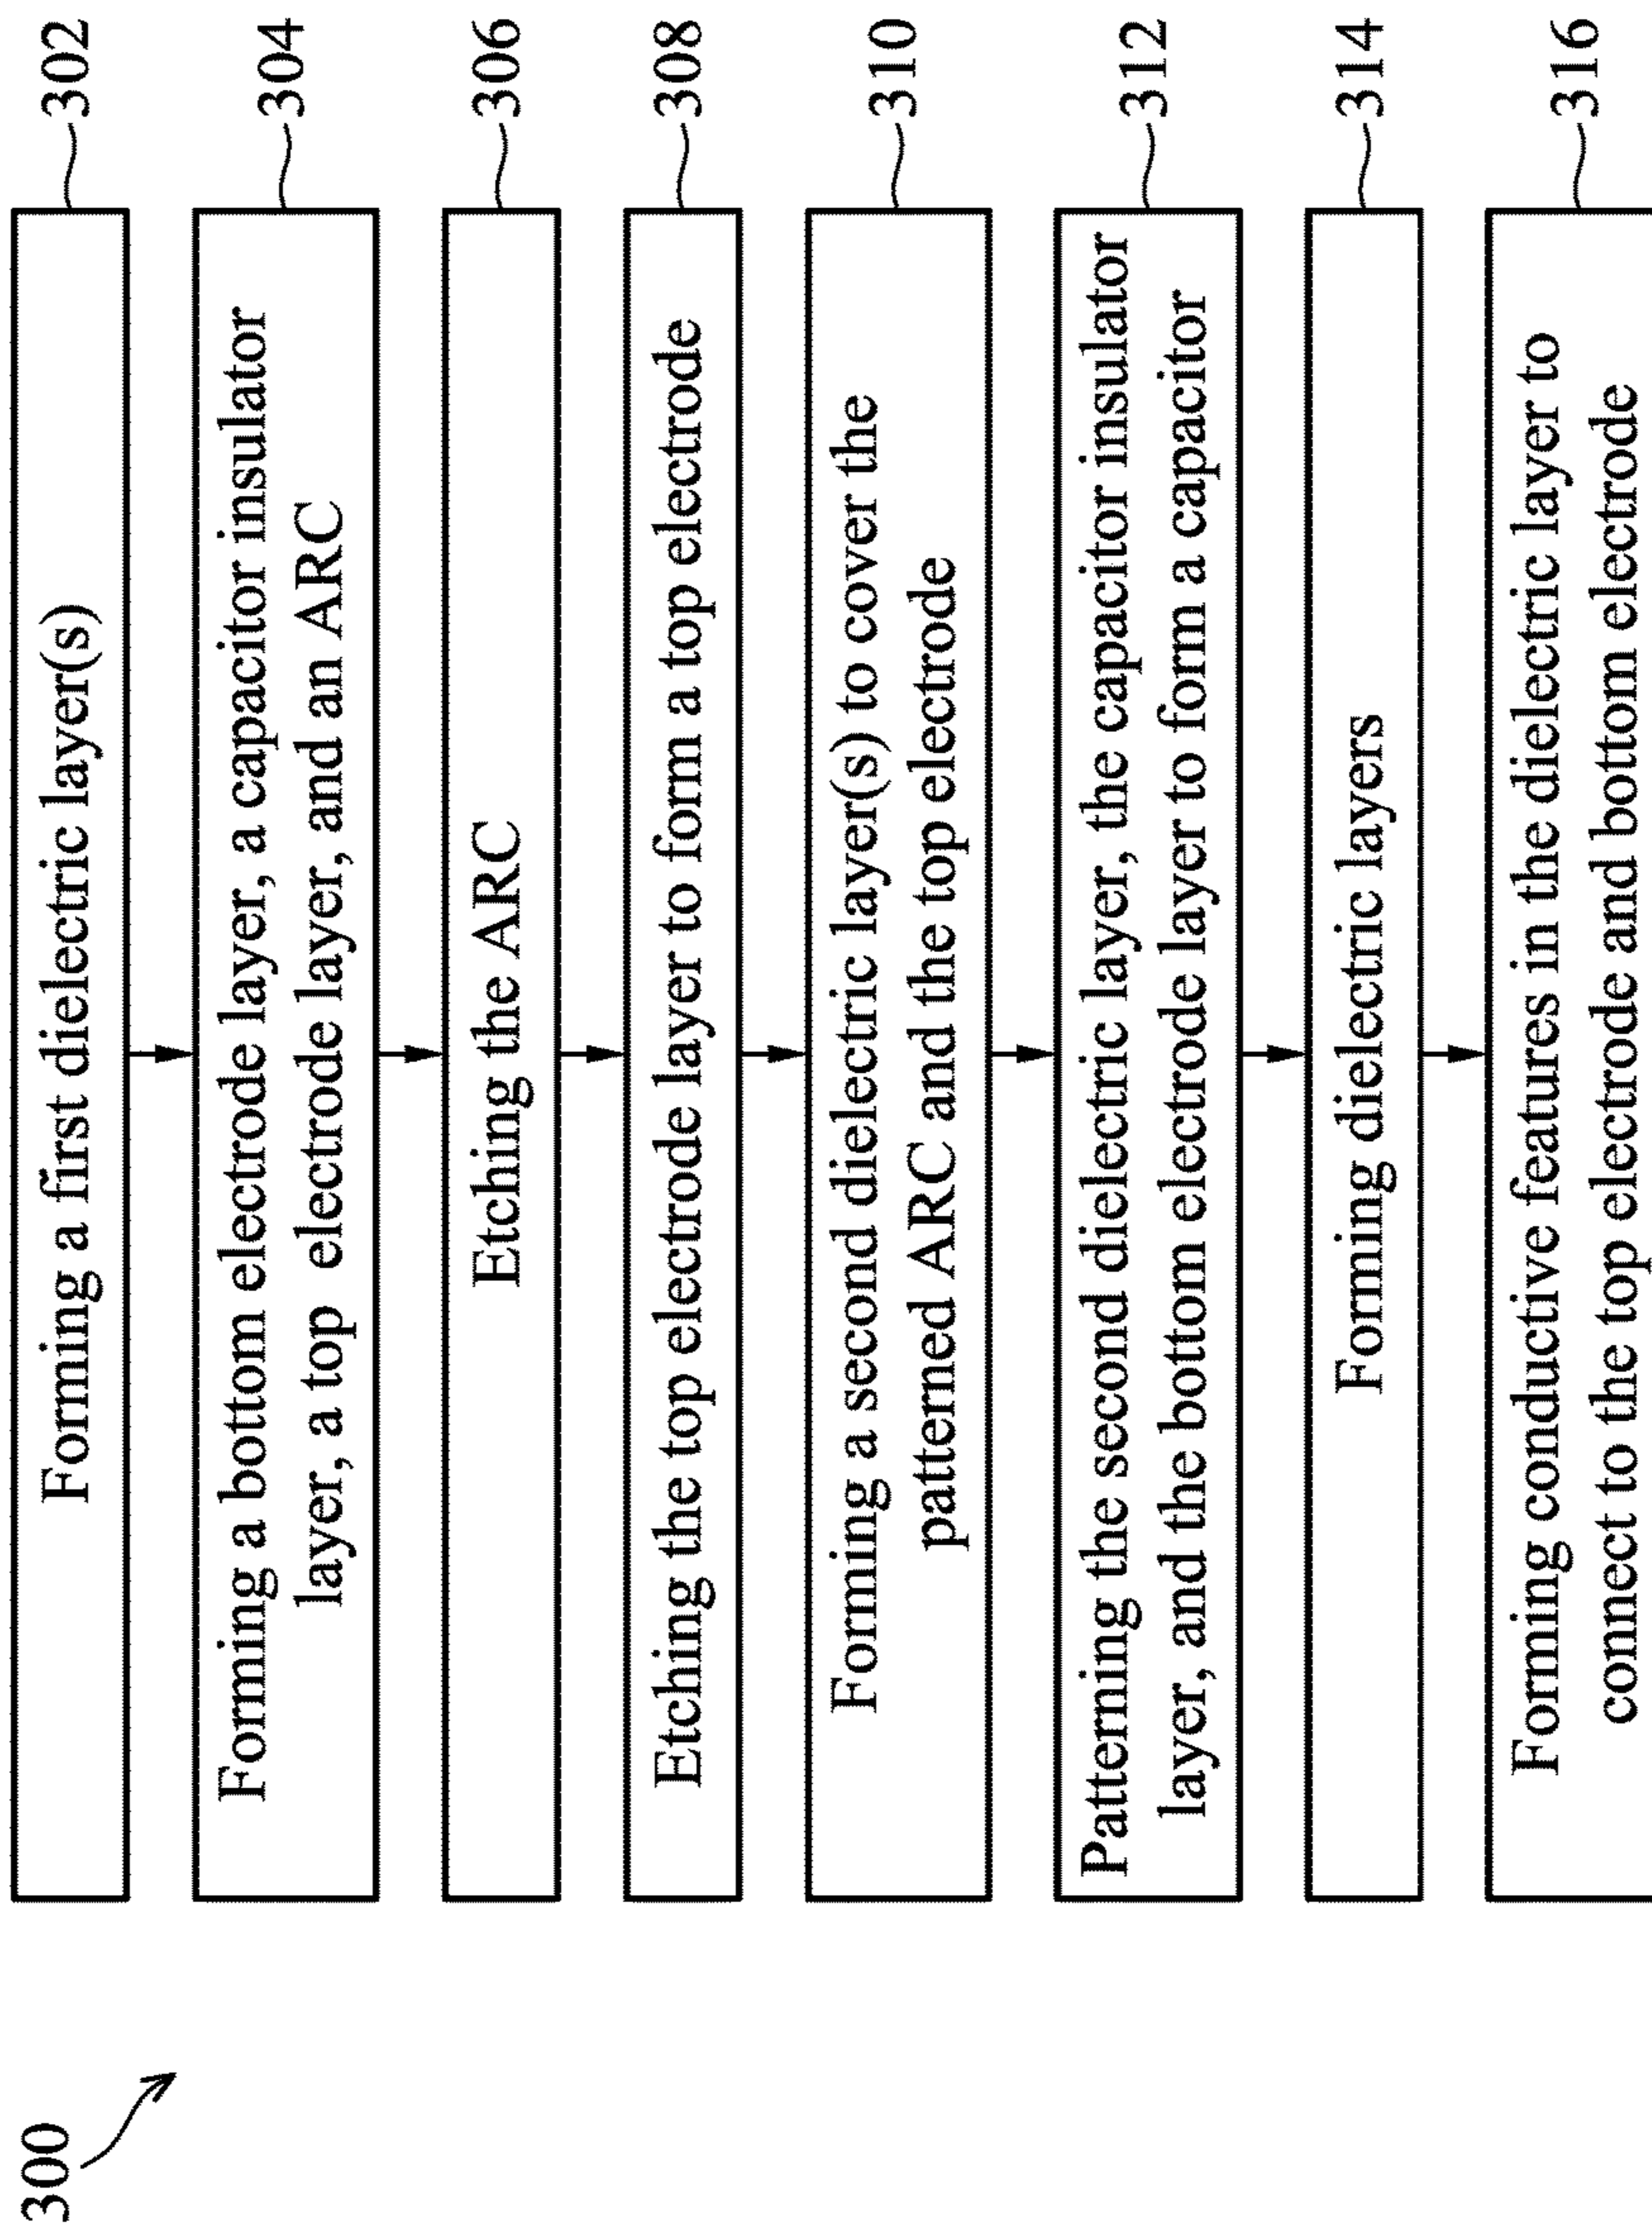 300
Forming a first dielectric layer(s)
302
Forming a bottom electrode layer, a capacitor insulator
layer, a top electrode layer, and an ARC
304
Etching the ARC
306
Etching the top electrode layer to form a top electrode
308
Forming a second dielectric layer(s) to cover the
patterned ARC and the top electrode
310
Patterning the second dielectric layer, the capacitor insulator
layer, and the bottom electrode layer to form a capacitor
312
Forming dielectric layers
314
Forming conductive features in the dielectric layer to
connect to the top electrode and bottom electrode
316